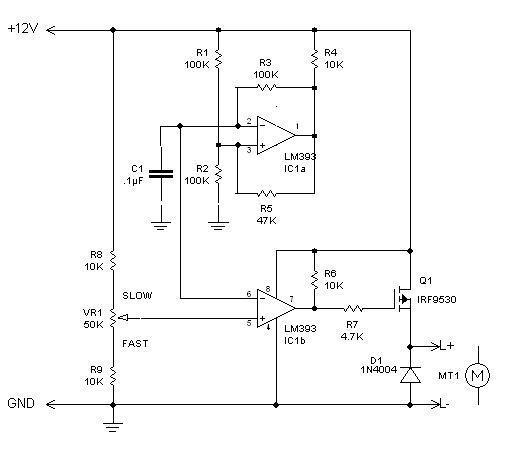 +12V
R1
100K
R4
10K
R3
100K
2
-
1
+
3
LM393
IC1a
C1
.1µF
R2
100K
R5
47K
R8
10K
SLOW
VR1
50K
FAST
8
6
-
7
5
+
4
LM393
IC1b
R6
10K
R7
4.7K
Q1
IRF9530
L+
D1
1N4004
MT1
M
R9
10K
GND
L-